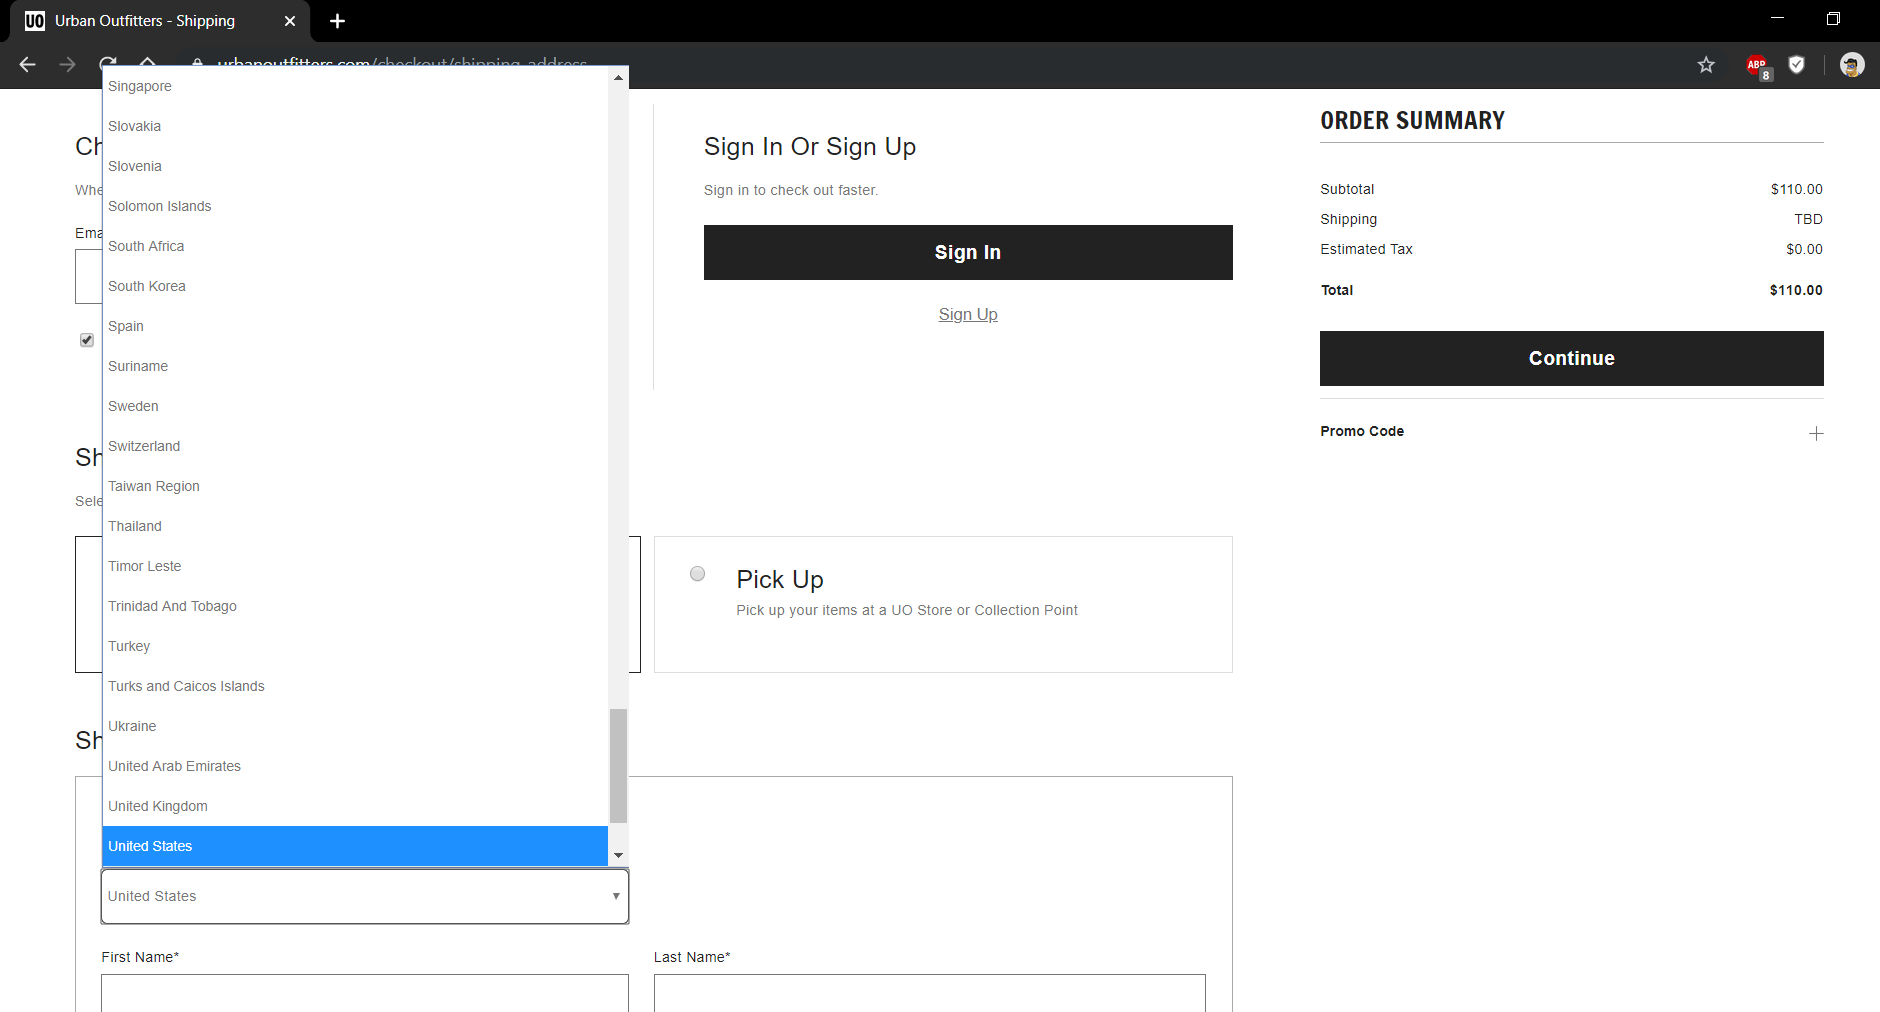 UO Urban Outfitters - Shipping
urbanoutfitters.com/checkout/shipping_address
ABP
8
Singapore
Slovakia
Slovenia
Solomon Islands
South Africa
South Korea
Spain
Suriname
Sweden
Switzerland
Taiwan Region
Thailand
Timor Leste
Trinidad And Tobago
Turkey
Turks and Caicos Islands
Ukraine
United Arab Emirates
United Kingdom
United States
United States
Ch
Whe
Ema
Sh
Sele
Sh
Sign In Or Sign Up
Sign in to check out faster.
Sign In
Sign Up
Pick Up
Pick up your items at a UO Store or Collection Point
First Name*
Last Name*
ORDER SUMMARY
Subtotal $110.00
Shipping TBD
Estimated Tax $0.00
Total $110.00
Continue
Promo Code